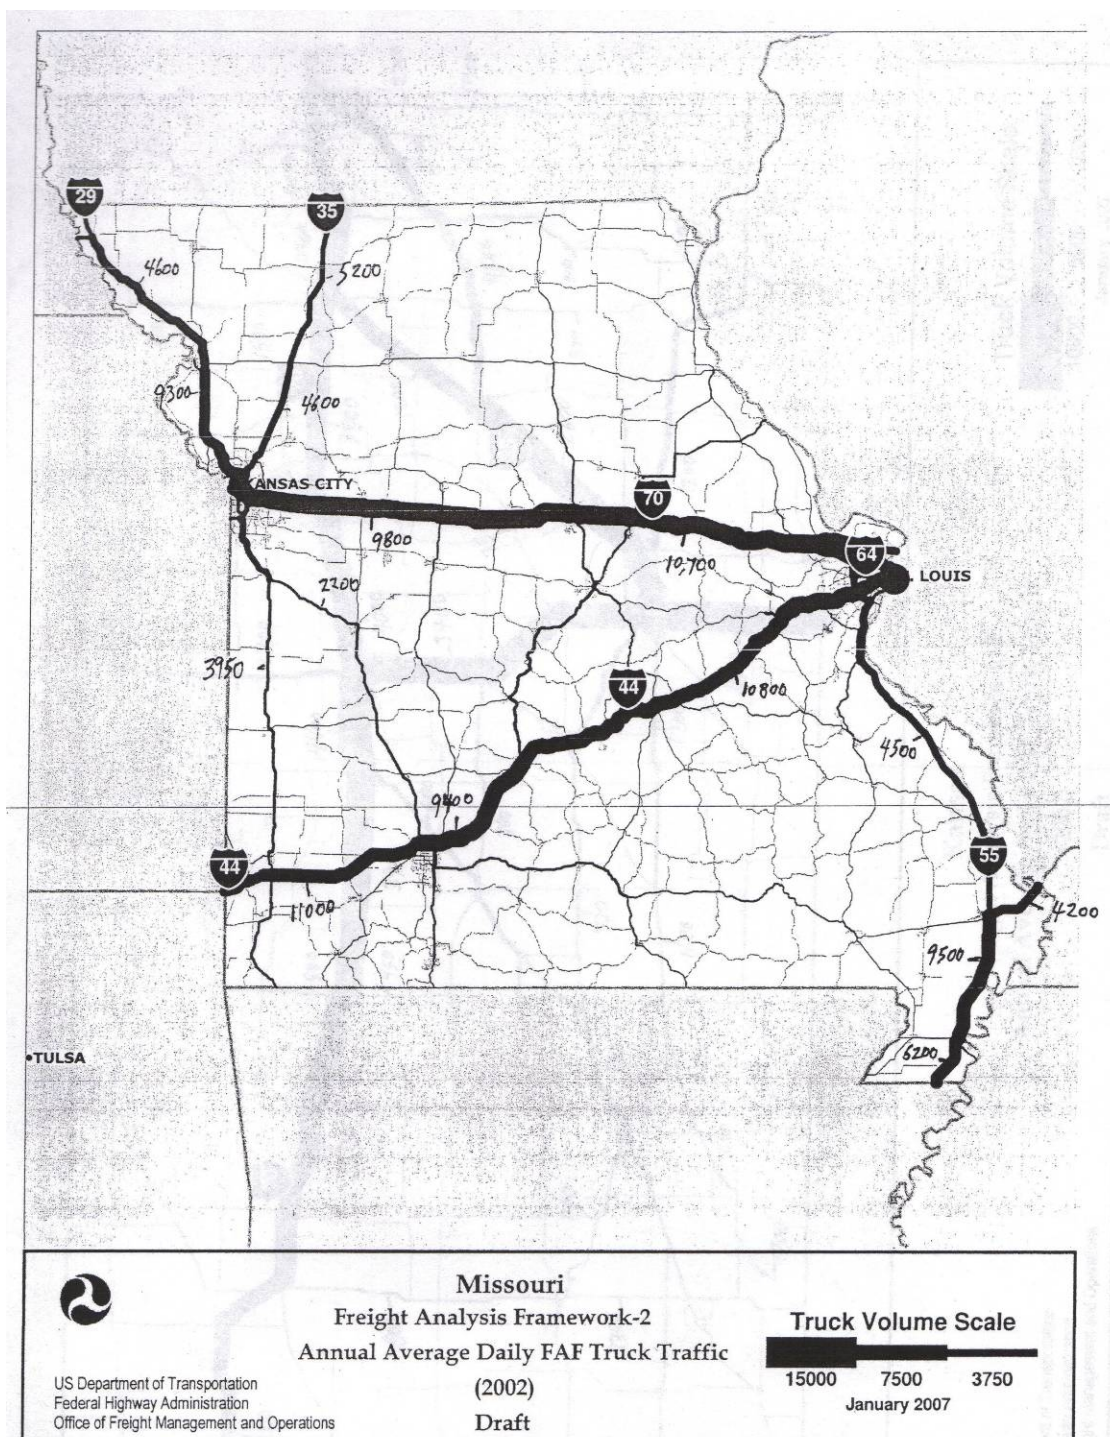 29
35
4600
5200
9300
4600
KANSAS CITY
70
9800
10,700
64
LOUIS
2200
3950
44
10800
4500
9400
44
55
11000
4200
9500
TULSA
6200
Missouri
Freight Analysis Framework-2
Annual Average Daily FAF Truck Traffic
(2002)
Draft
US Department of Transportation
Federal Highway Administration
Office of Freight Management and Operations
Truck Volume Scale
15000 7500 3750
January 2007